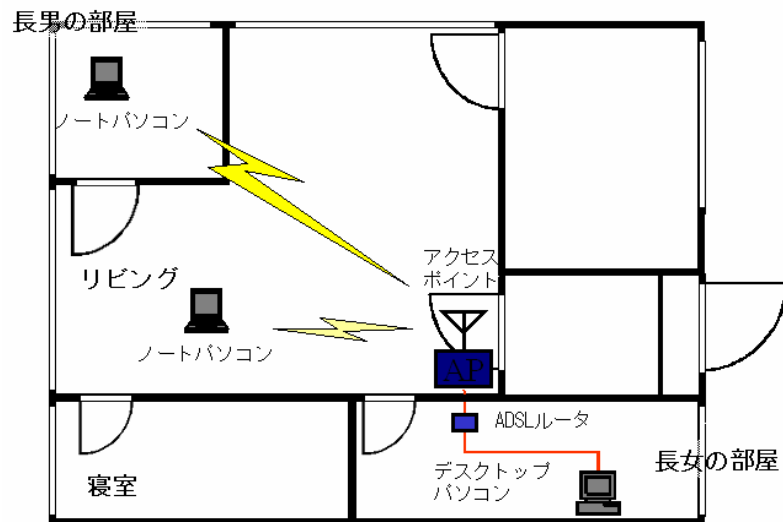 長男の部屋
ノートパソコン
アクセス
ポイント
リビング
ノートパソコン
AP
ADSLルータ
デスクトップ
パソコン
長女の部屋
寝室